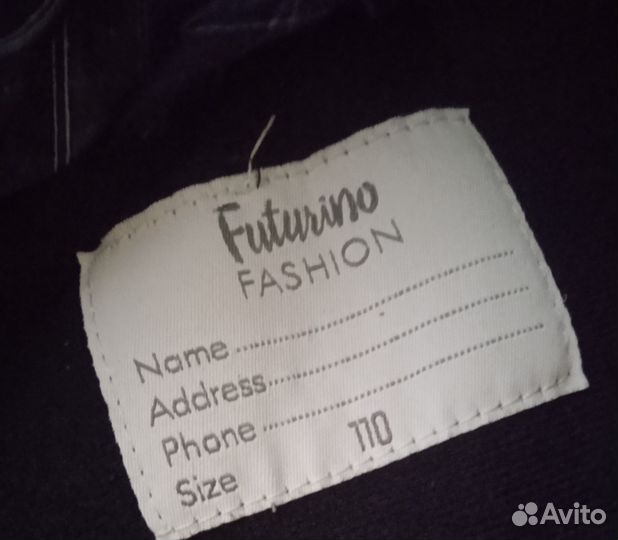 Futurino
FASHION
Name
Address
Phone
Size 110
Avito